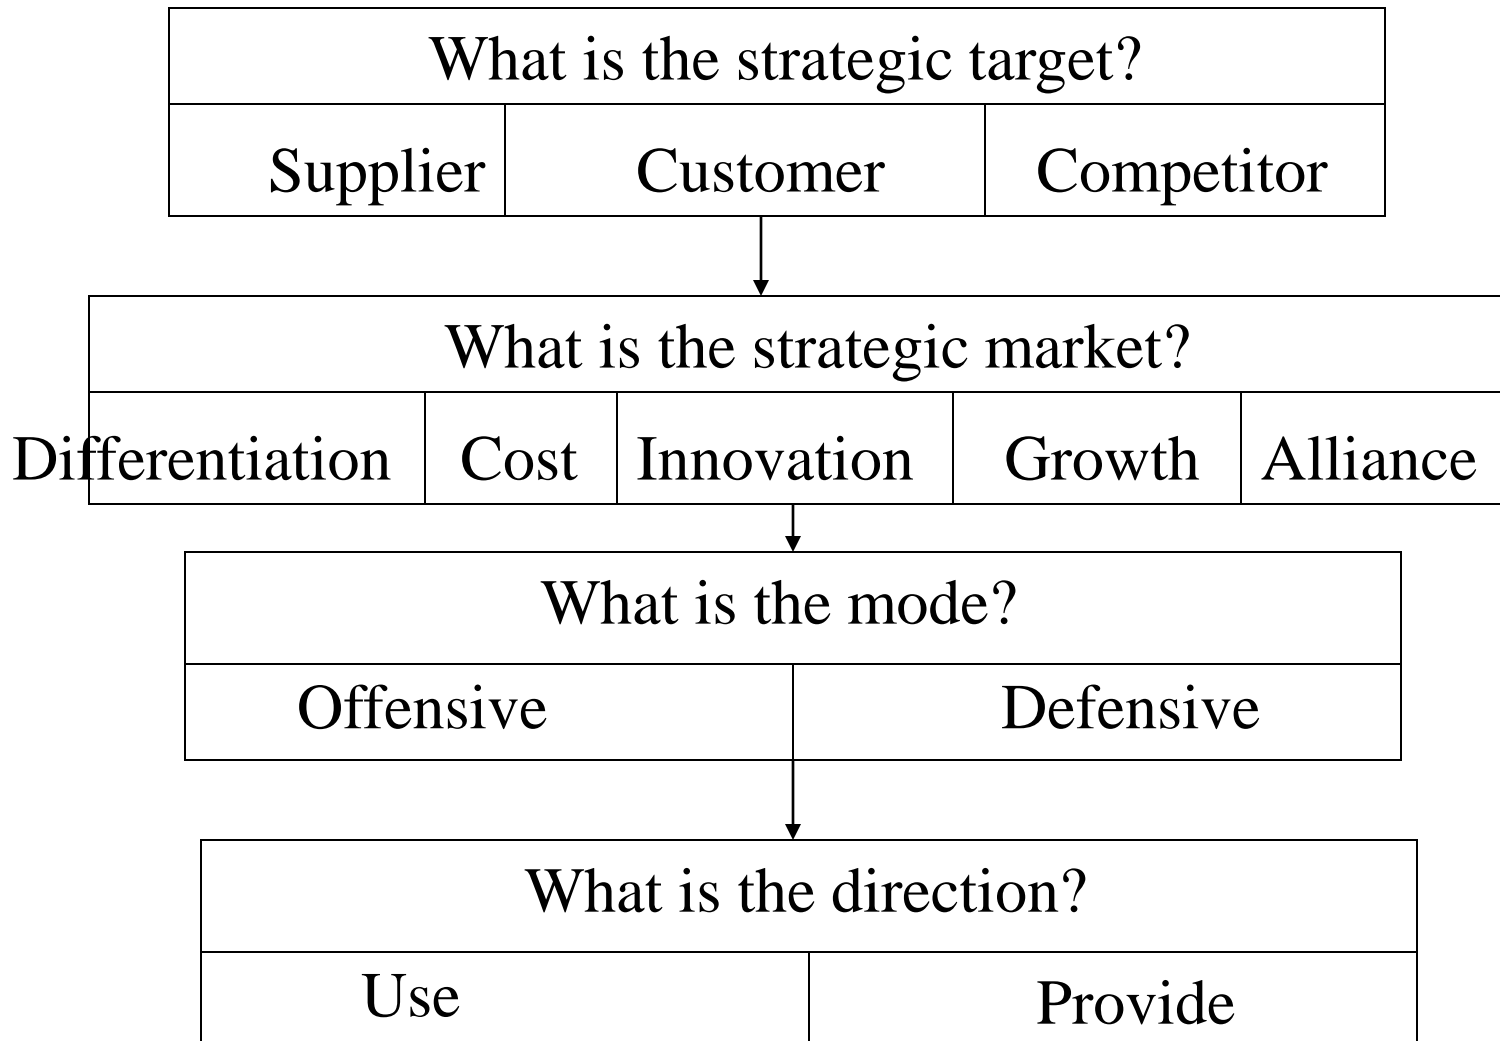 What is the strategic target?
Supplier Customer Competitor
What is the strategic market?
Differentiation Cost Innovation Growth Alliance
What is the mode?
Offensive Defensive
What is the direction?
Use Provide